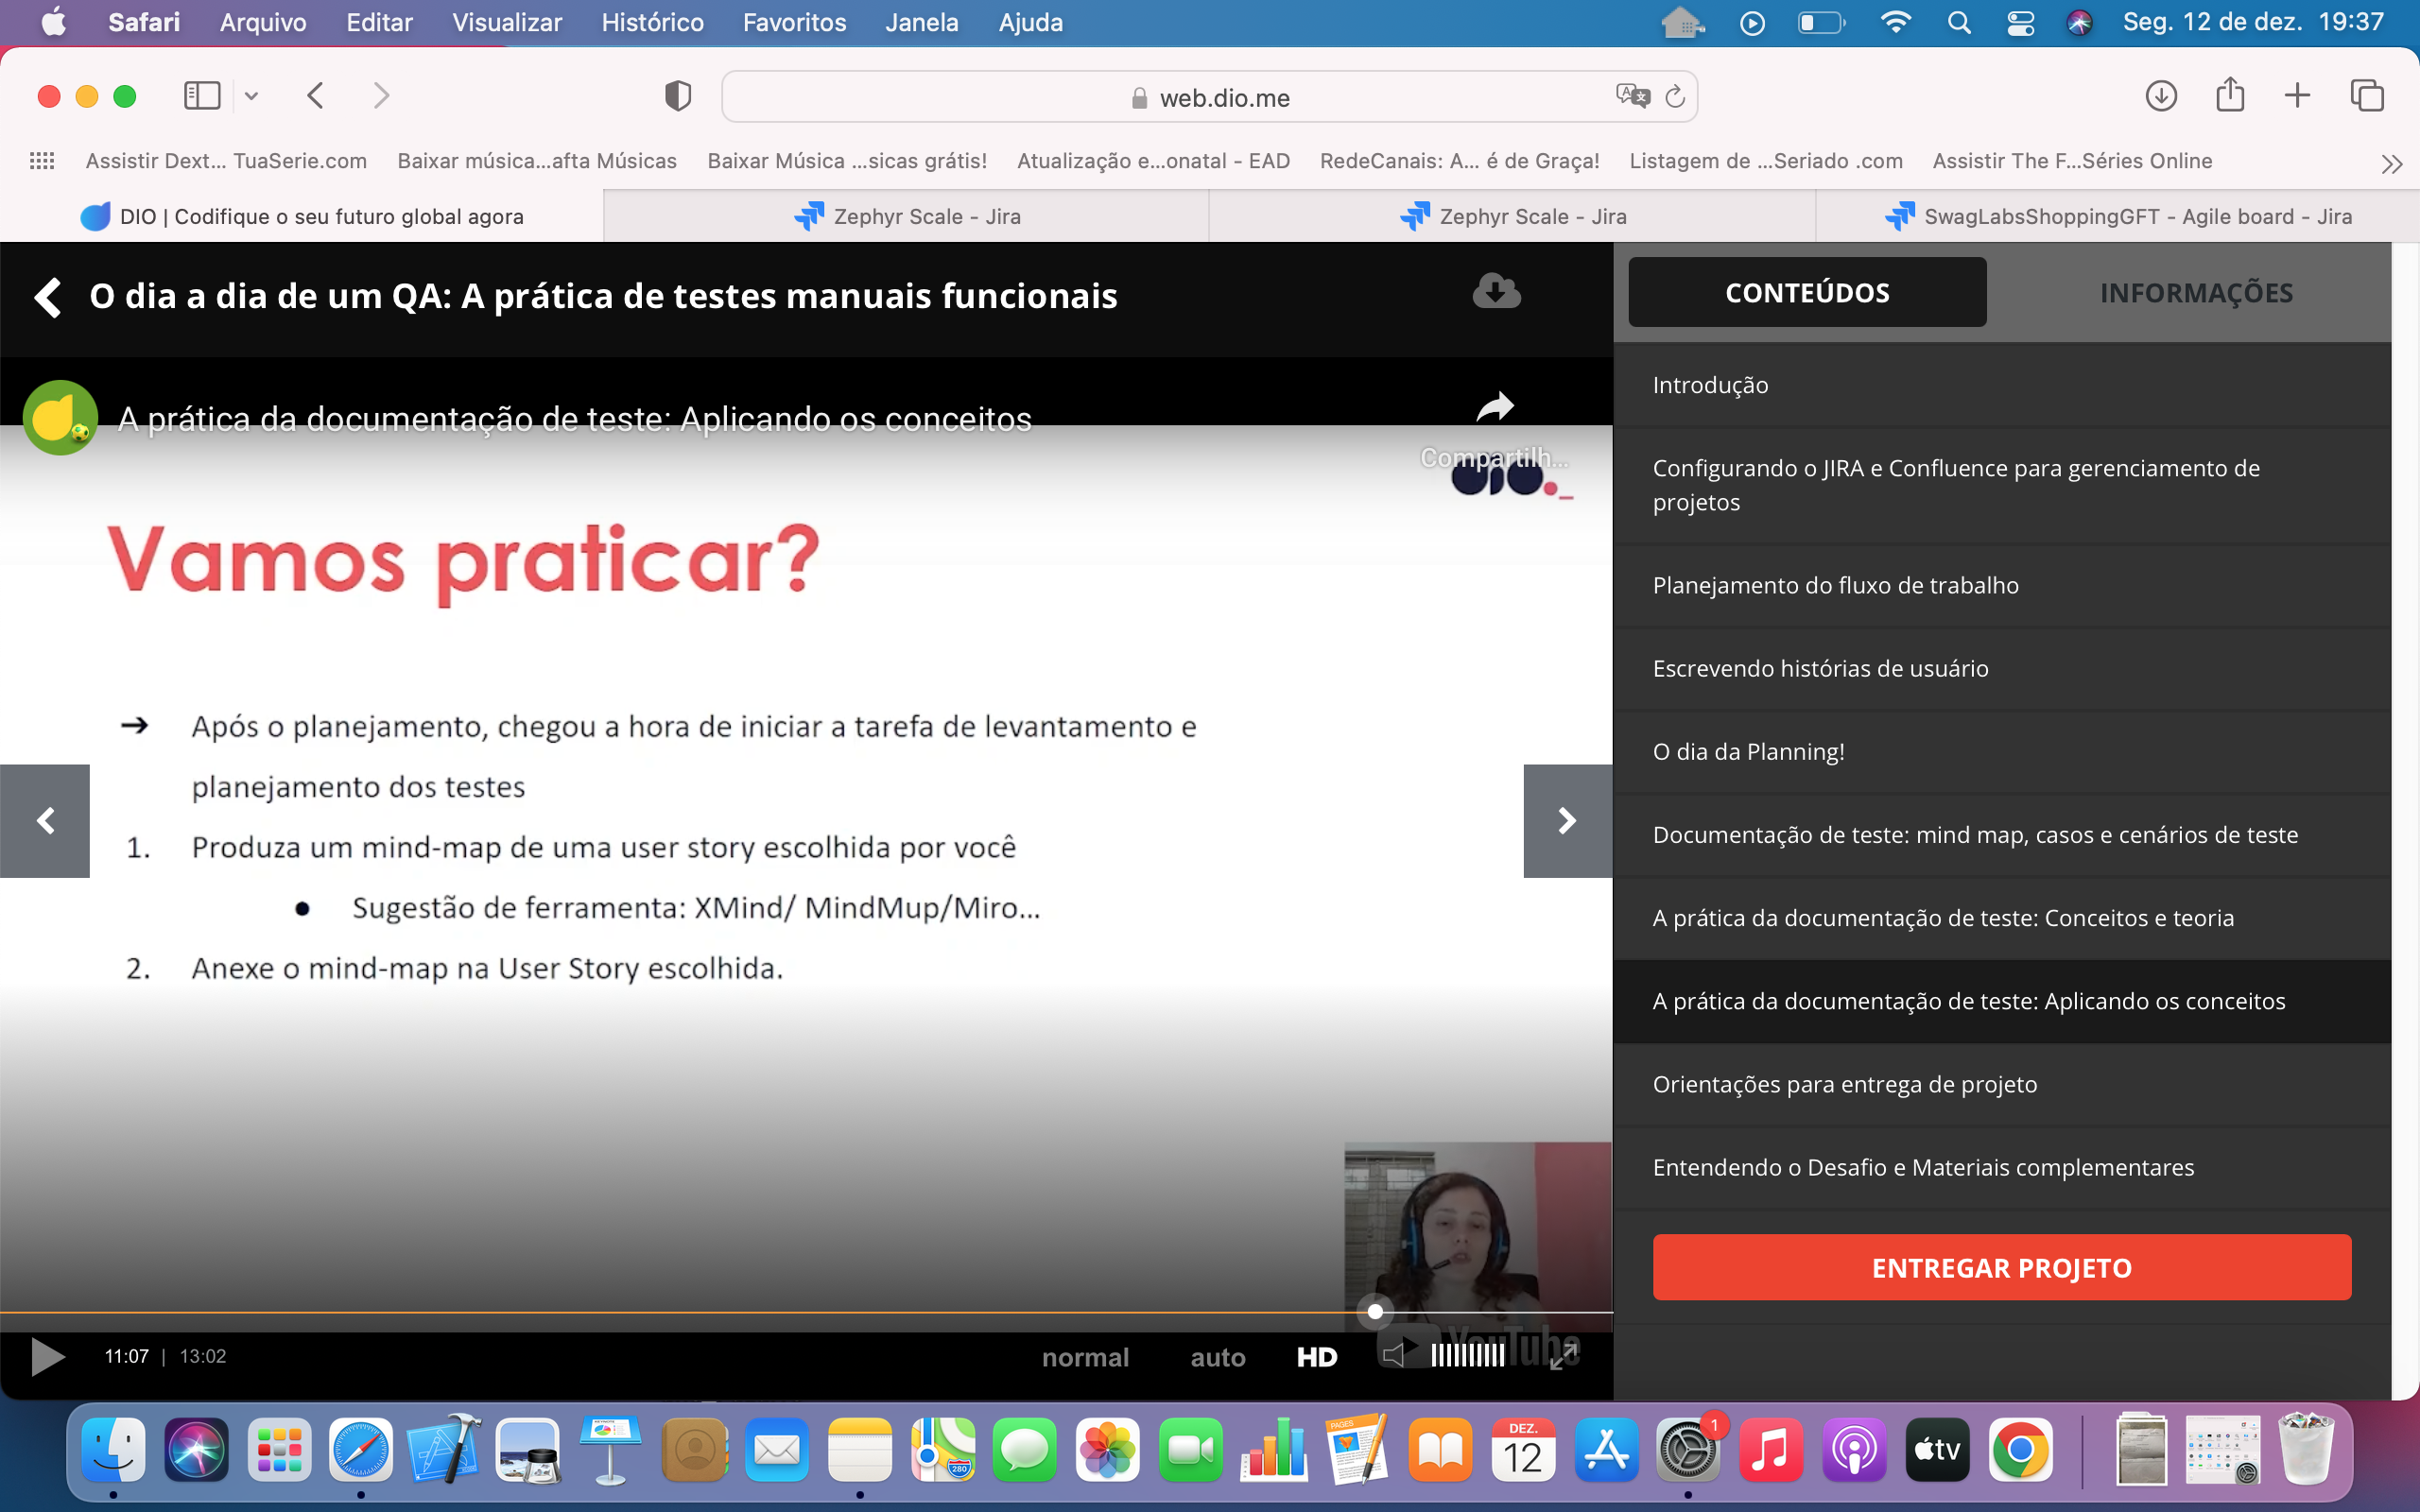 Safari Arquivo Editar Visualizar Histórico Favoritos Janela Ajuda Seg. 12 de dez. 19:37
web.dio.me
Assistir Dext... TuaSerie.com Baixar música...afta Músicas Baixar Música ...sicas grátis! Atualização e...onatal - EAD RedeCanais: A... é de Graça! Listagem de ...Seriado .com Assistir The F...Séries Online
DIO | Codifique o seu futuro global agora Zephyr Scale - Jira Zephyr Scale - Jira SwagLabsShoppingGFT - Agile board - Jira
O dia a dia de um QA: A prática de testes manuais funcionais
A prática da documentação de teste: Aplicando os conceitos
Compartilh...
dio._
Vamos praticar?
➔ Após o planejamento, chegou a hora de iniciar a tarefa de levantamento e
planejamento dos testes
1. Produza um mind-map de uma user story escolhida por você
● Sugestão de ferramenta: XMind/ MindMup/Miro...
2. Anexe o mind-map na User Story escolhida.
YouTube
11:07 | 13:02 normal auto HD
CONTEÚDOS INFORMAÇÕES
Introdução
Configurando o JIRA e Confluence para gerenciamento de
projetos
Planejamento do fluxo de trabalho
Escrevendo histórias de usuário
O dia da Planning!
Documentação de teste: mind map, casos e cenários de teste
A prática da documentação de teste: Conceitos e teoria
A prática da documentação de teste: Aplicando os conceitos
Orientações para entrega de projeto
Entendendo o Desafio e Materiais complementares
ENTREGAR PROJETO
280
PAGES
DEZ.
12
1
tv